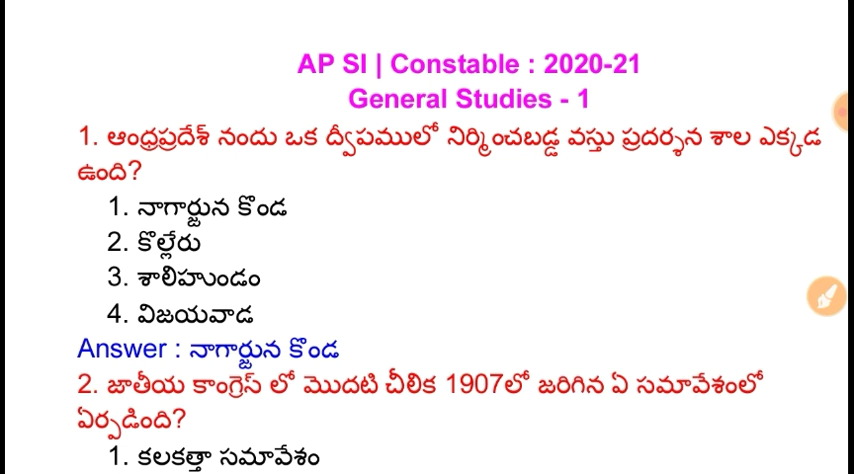 AP SI | Constable : 2020-21
General Studies - 1
1. ఆంధ్రప్రదేశ్ నందు ఒక ద్వీపములో నిర్మించబడ్డ వస్తు ప్రదర్శన శాల ఎక్కడ
ఉంది?
1. నాగార్జున కొండ
2. కొల్లేరు
3. శాలిహుండం
4. విజయవాడ
Answer : నాగార్జున కొండ
2. జాతీయ కాంగ్రెస్ లో మొదటి చీలిక 1907లో జరిగిన ఏ సమావేశంలో
ఏర్పడింది?
1. కలకత్తా సమావేశం